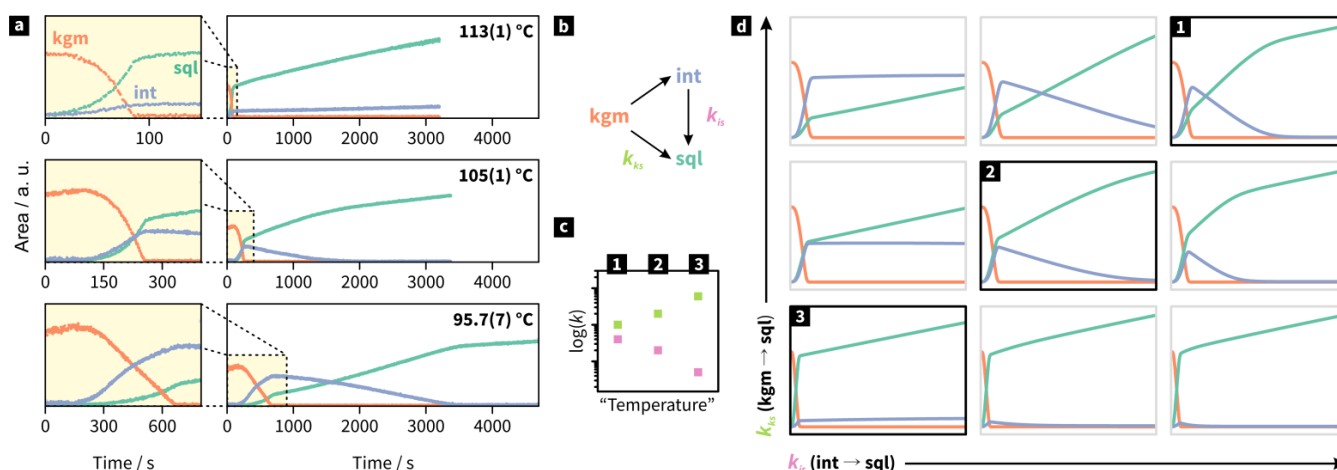 a
kgm
sql
int
0
100
113(1) °C
0
1000
2000
3000
4000
Area / a. u.
0
150
300
105(1) °C
0
1000
2000
3000
4000
0
200
400
600
95.7(7) °C
0
1000
2000
3000
4000
Time / s
Time / s
b
int
kgm
k_is
sql
k_ks
c
1
2
3
log(k)
“Temperature”
d
1
2
3
k_ks (kgm → sql)
k_is (int → sql)